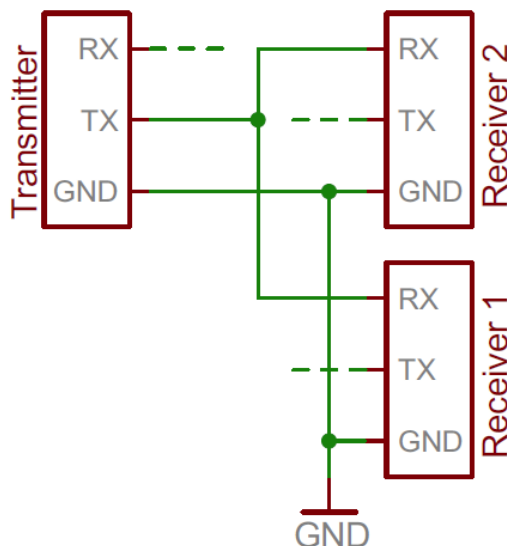 Transmitter
RX
TX
GND
RX
TX
GND
Receiver 2
RX
TX
GND
Receiver 1
GND